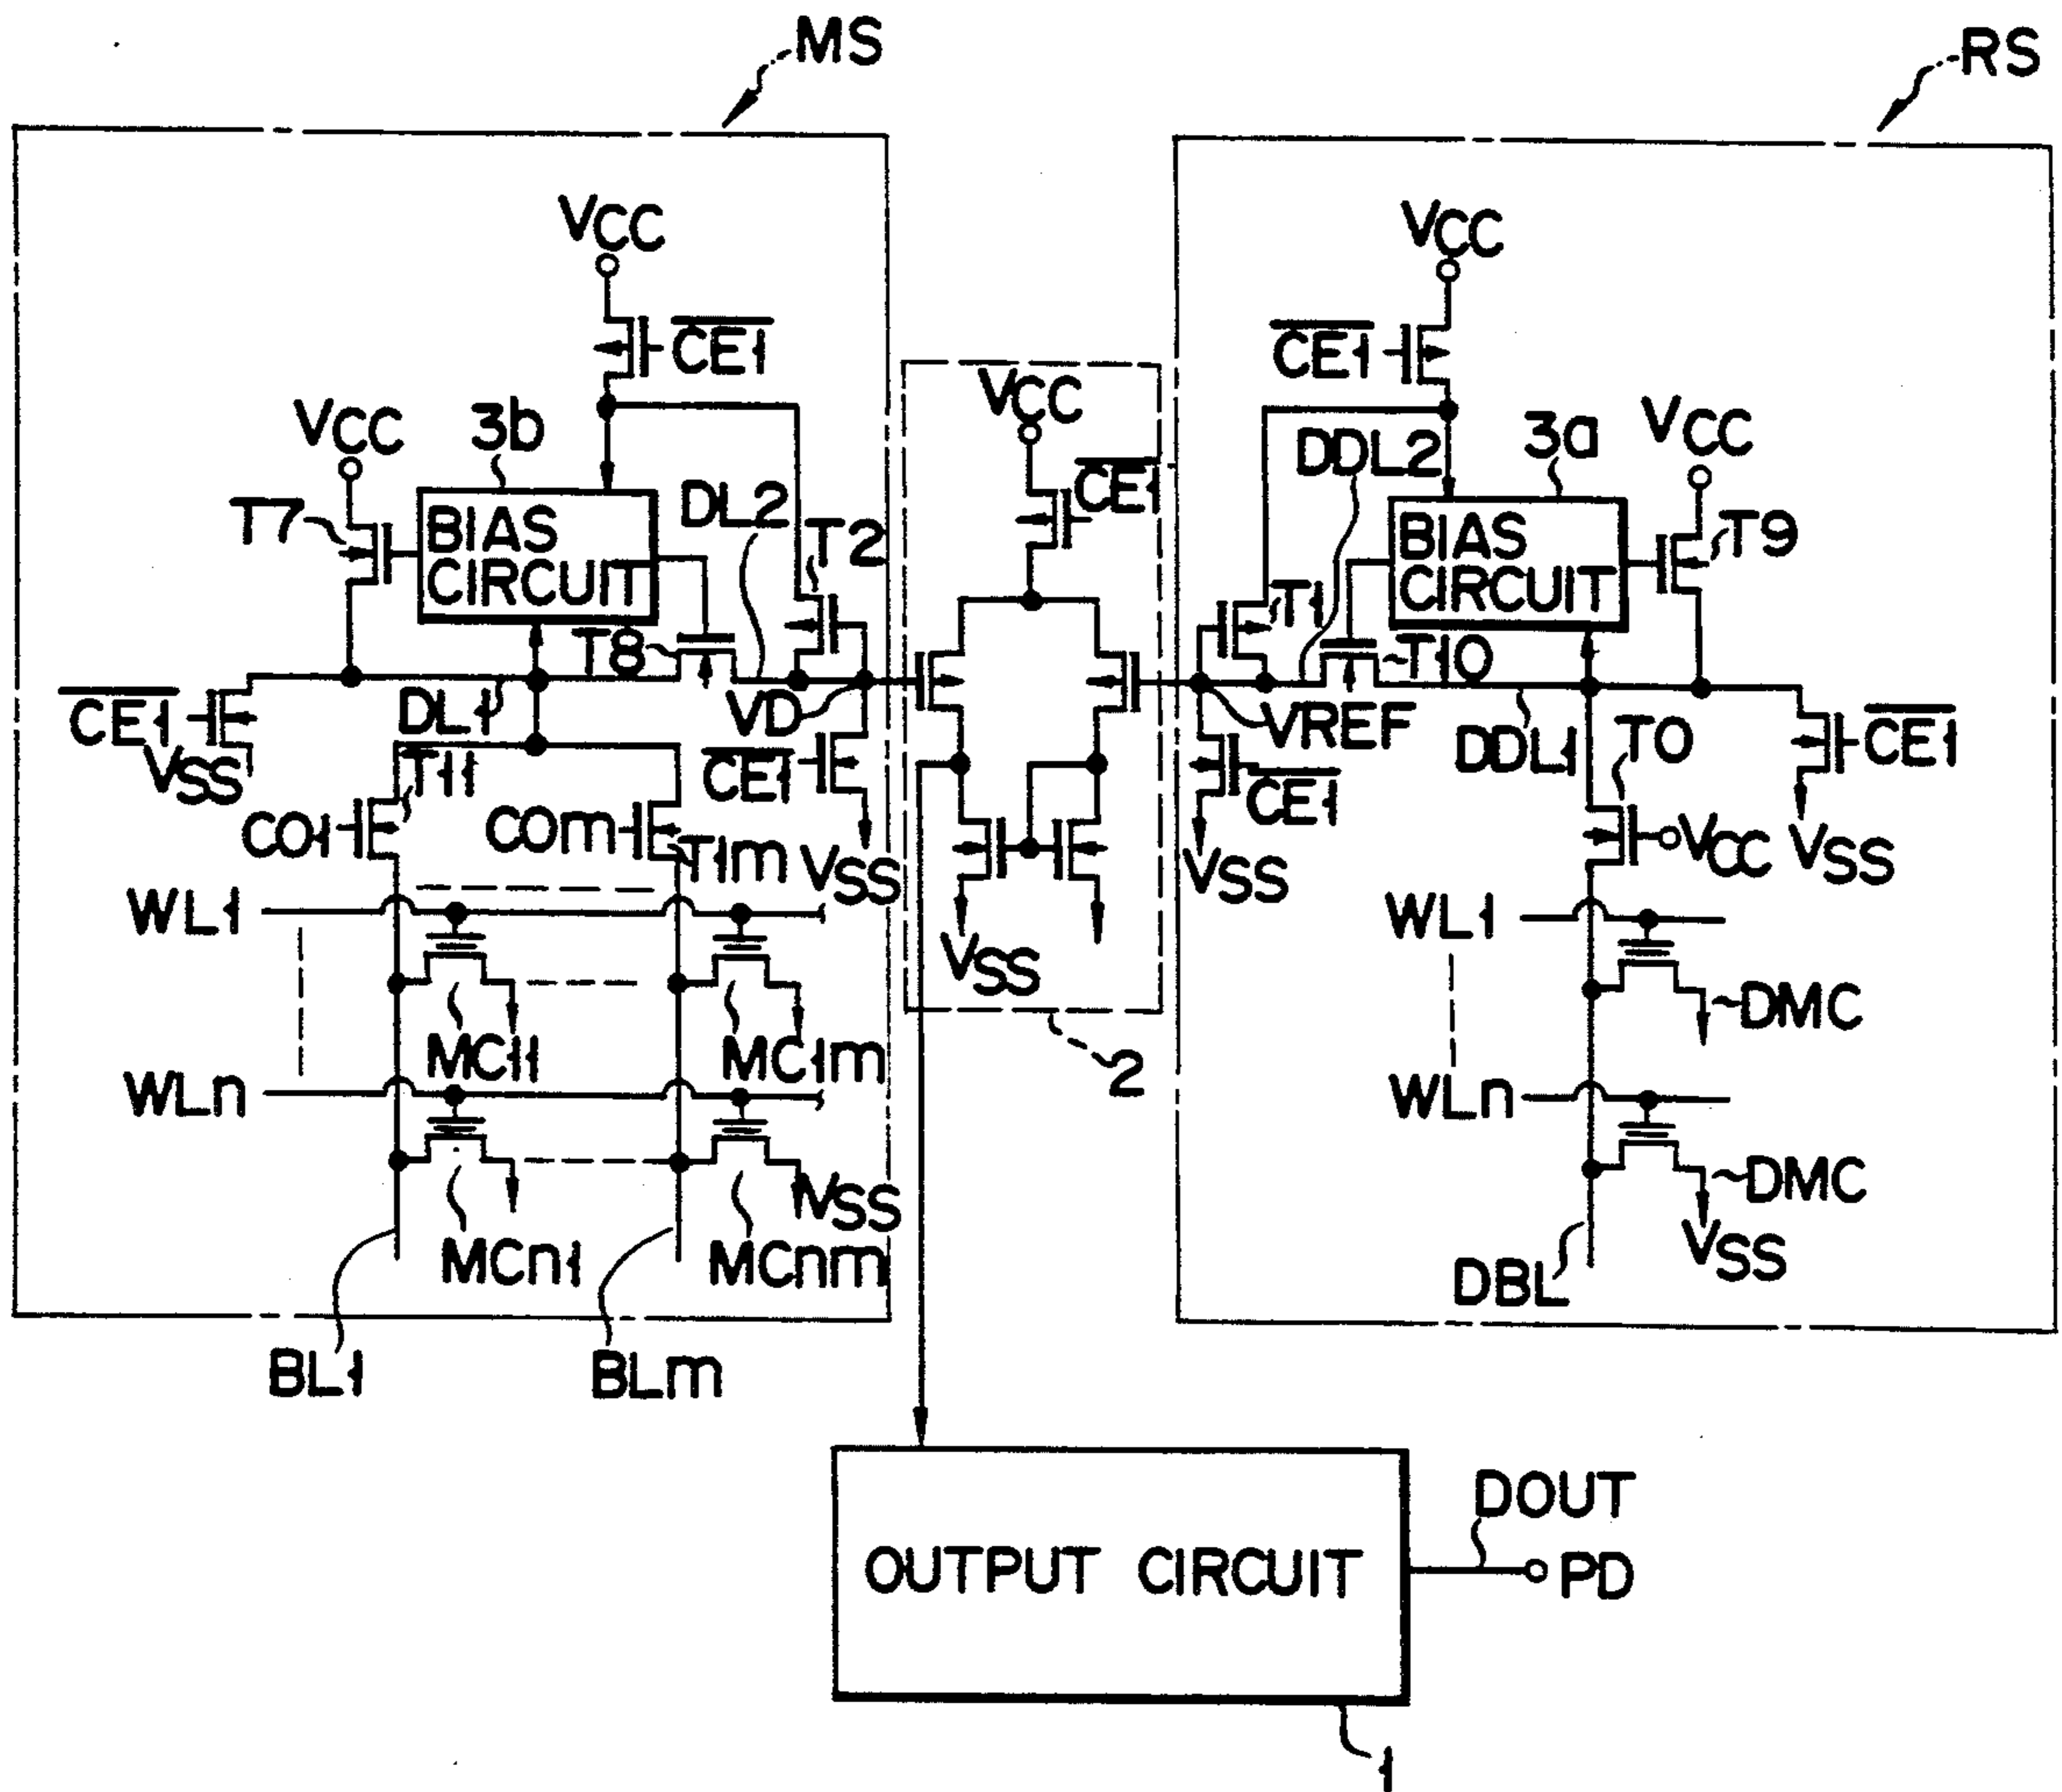 MS
RS
VCC
VCC
CE1
CE1
VCC
3b
VCC
DDL2
3a
VCC
CE1
T7
BIAS
CIRCUIT
DL2
T2
T1
BIAS
CIRCUIT
T9
T8
T10
CE1
DL1
VD
VREF
DDL1
T0
CE1
VSS
T11
CE1
CE1
CO1
COm
T1m
VSS
VSS
VCC
VSS
WL1
WL1
VSS
MC11
MC1m
DMC
WLn
2
WLn
VSS
DMC
MCn1
MCnm
DBL
VSS
BL1
BLm
OUTPUT CIRCUIT
DOUT
PD
1